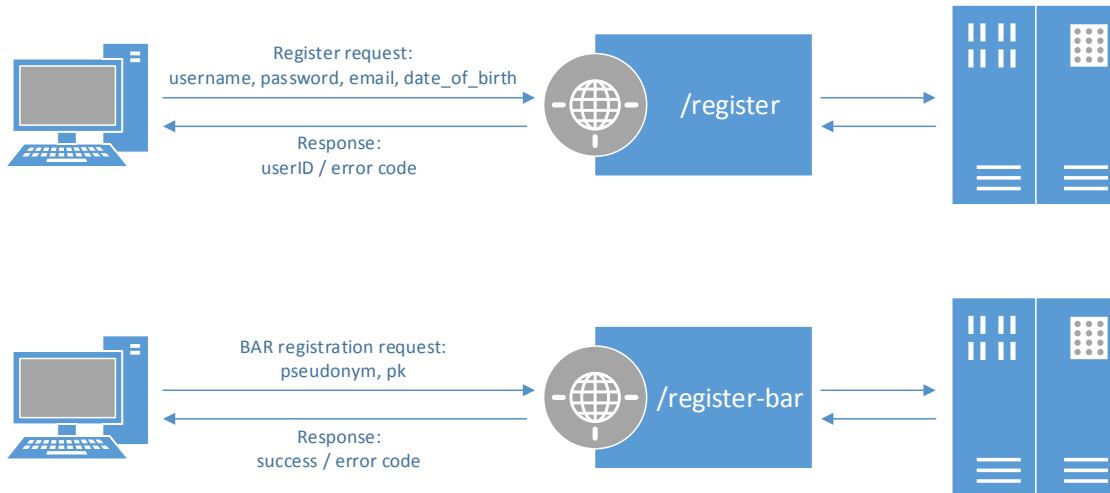 Register request:
username, password, email, date_of_birth
/register
Response:
userID / error code
BAR registration request:
pseudonym, pk
/register-bar
Response:
success / error code